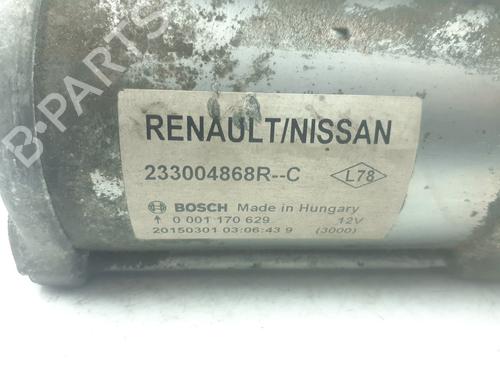 B-PARTS
RENAULT/NISSAN
233004868R--C L78
BOSCH Made in Hungary
↑ 0 001 170 629 12V
20150301 03:06:43 9 (3000)